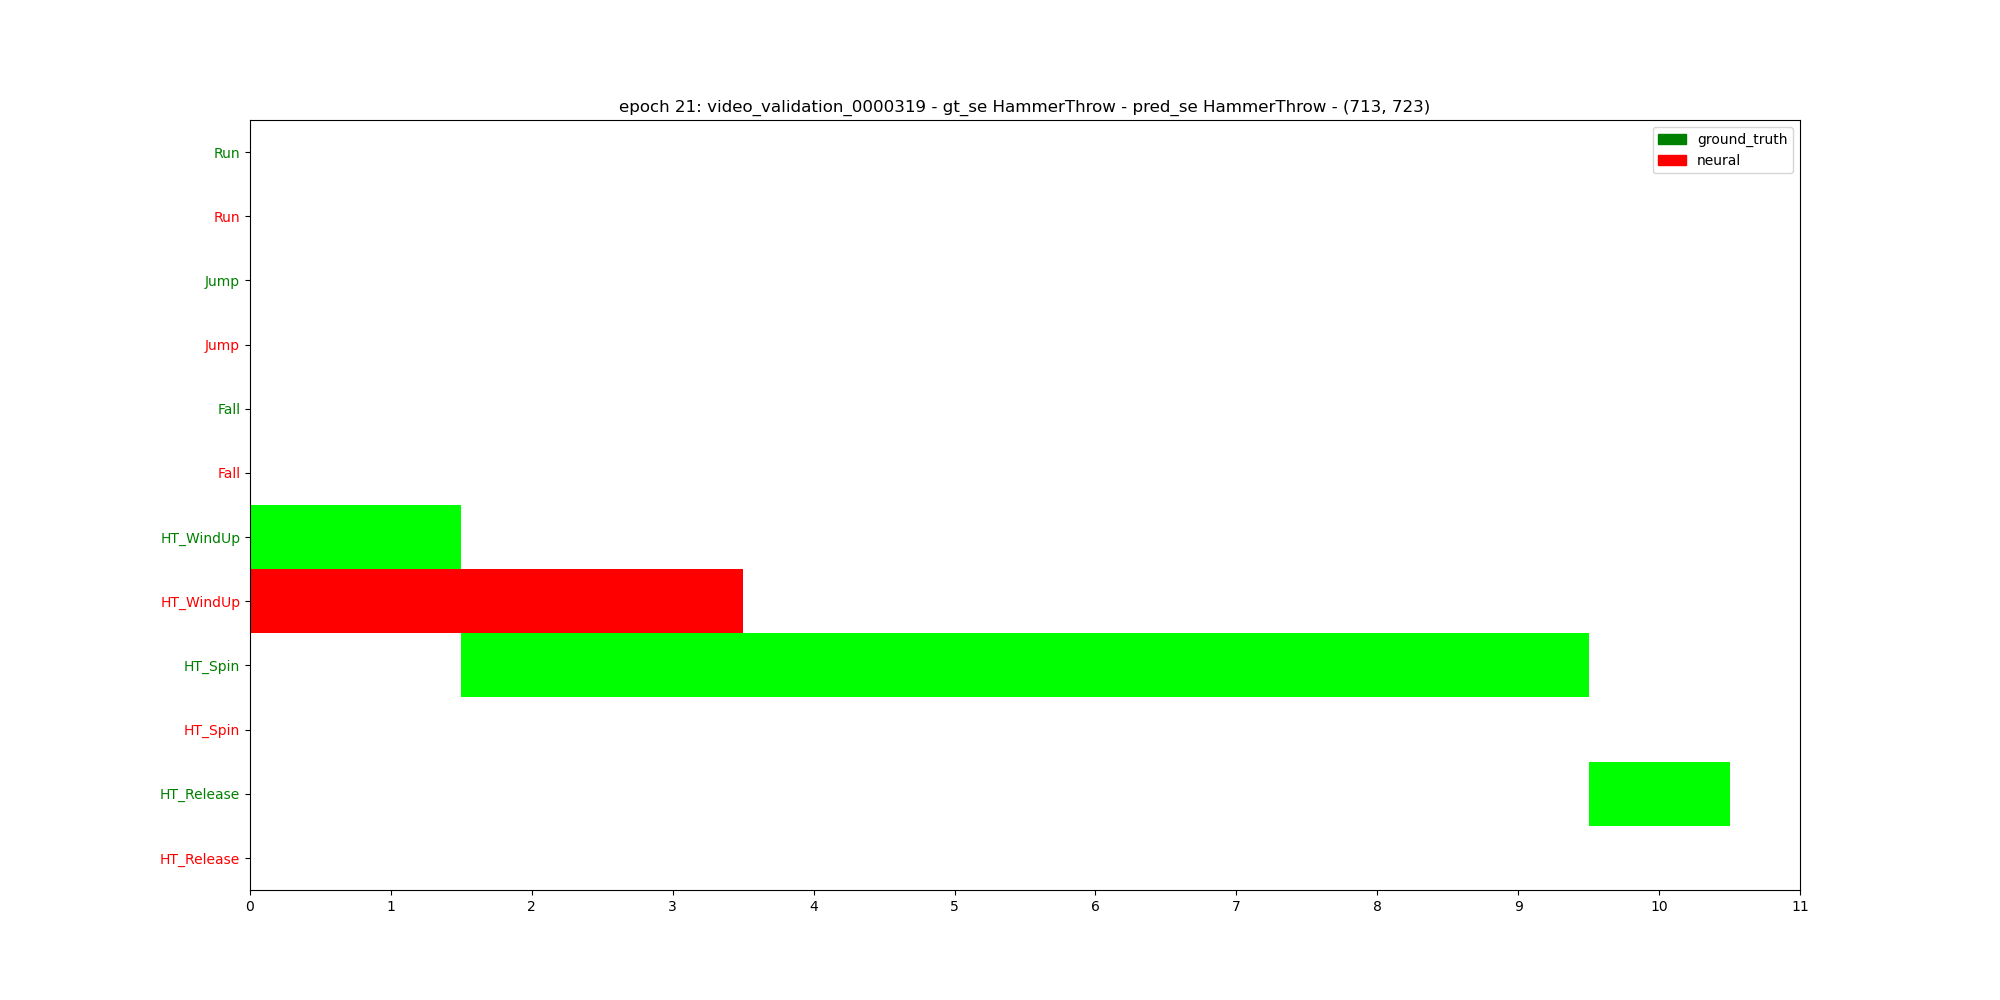 epoch 21: video_validation_0000319 - gt_se HammerThrow - pred_se HammerThrow - (713, 723)
ground_truth
neural
Run
Run
Jump
Jump
Fall
Fall
HT_WindUp
HT_WindUp
HT_Spin
HT_Spin
HT_Release
HT_Release
0 1 2 3 4 5 6 7 8 9 10 11